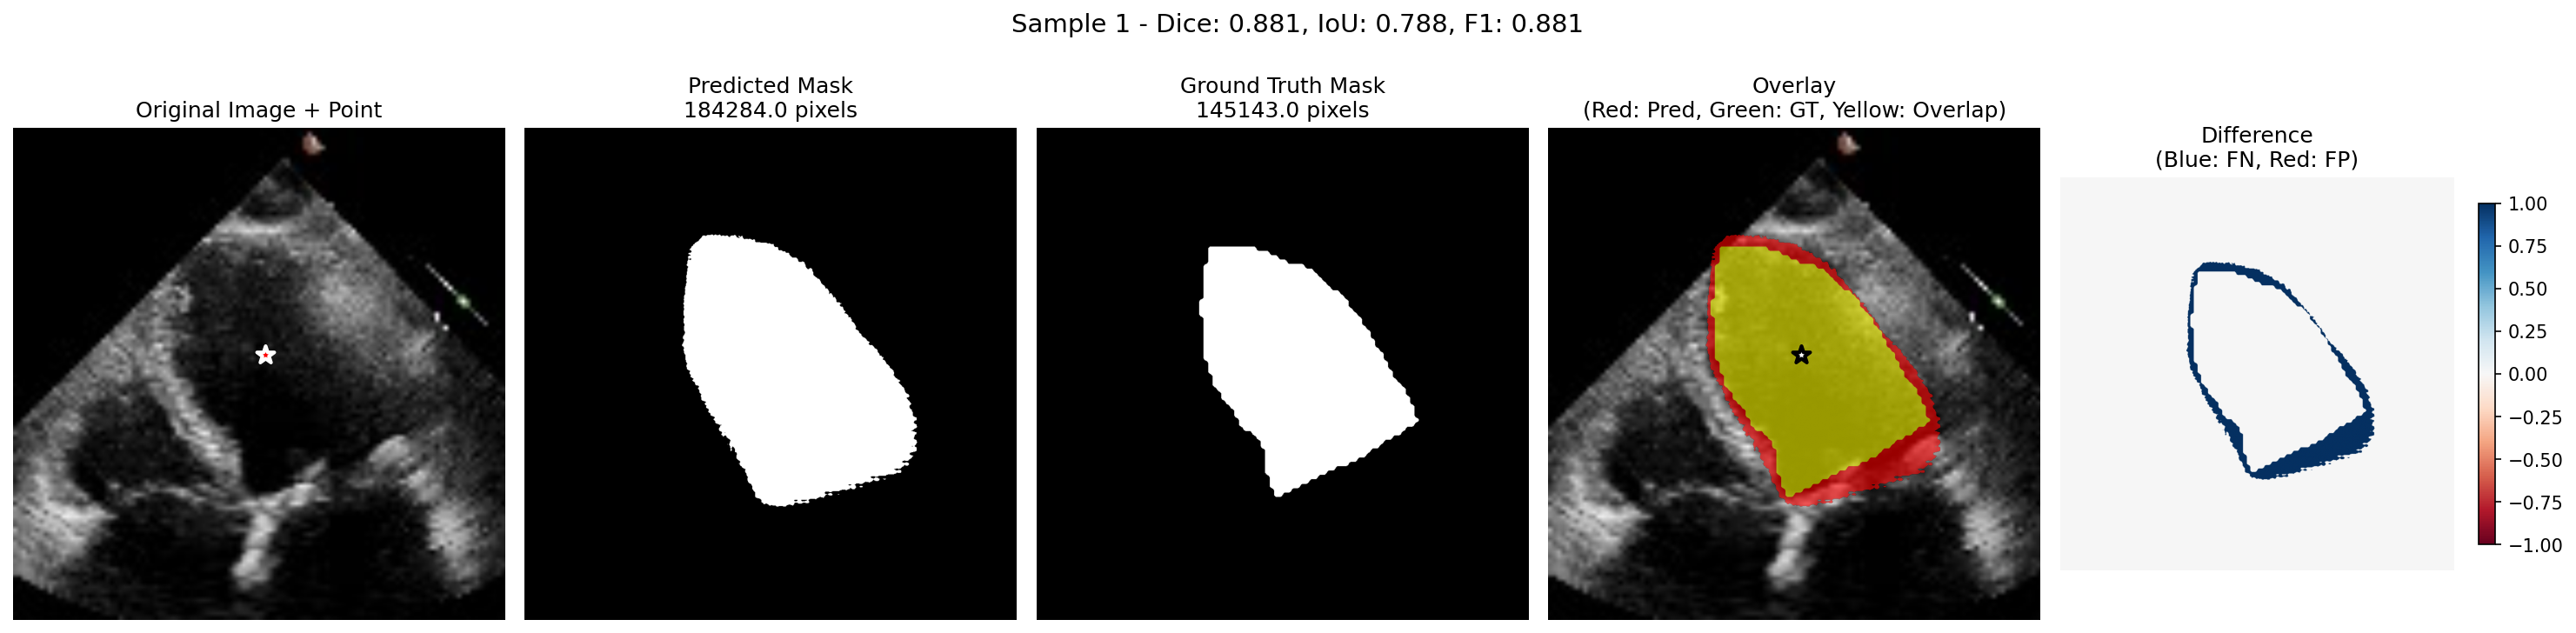 Sample 1 - Dice: 0.881, IoU: 0.788, F1: 0.881
Original Image + Point
Predicted Mask
184284.0 pixels
Ground Truth Mask
145143.0 pixels
Overlay
(Red: Pred, Green: GT, Yellow: Overlap)
Difference
(Blue: FN, Red: FP)
1.00
0.75
0.50
0.25
0.00
−0.25
−0.50
−0.75
−1.00